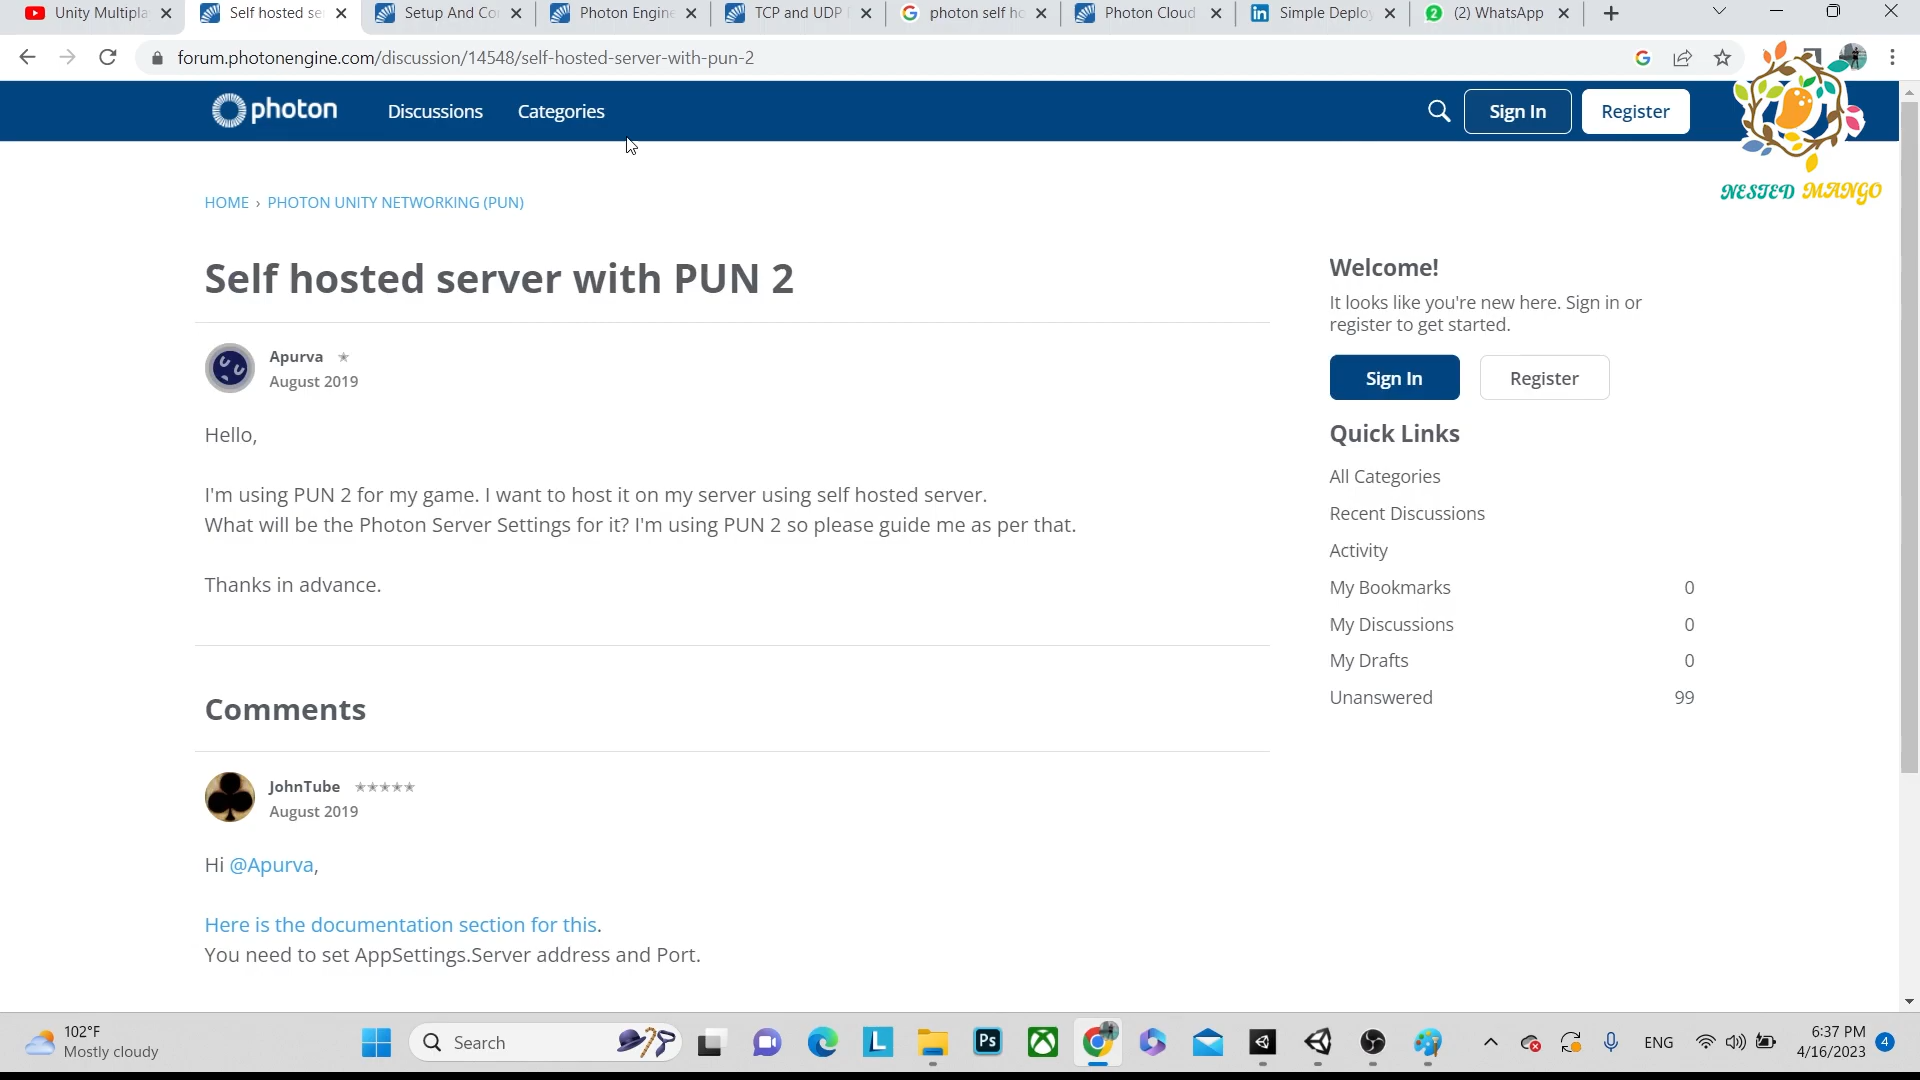 Unity Multipla
Self hosted se
Setup And Co
Photon Engine
TCP and UDP
photon self ho
Photon Cloud
Simple Deplo
(2) WhatsApp
forum.photonengine.com/discussion/14548/self-hosted-server-with-pun-2
photon
Discussions
Categories
Sign In
Register
NESTED MANGO
HOME › PHOTON UNITY NETWORKING (PUN)
Self hosted server with PUN 2
Apurva
August 2019
Hello,
I'm using PUN 2 for my game. I want to host it on my server using self hosted server.
What will be the Photon Server Settings for it? I'm using PUN 2 so please guide me as per that.
Thanks in advance.
Comments
JohnTube
August 2019
Hi @Apurva,
Here is the documentation section for this.
You need to set AppSettings.Server address and Port.
Welcome!
It looks like you're new here. Sign in or
register to get started.
Sign In
Register
Quick Links
All Categories
Recent Discussions
Activity
My Bookmarks 0
My Discussions 0
My Drafts 0
Unanswered 99
102°F
Mostly cloudy
Search
L
Ps
ENG
6:37 PM
4/16/2023
4